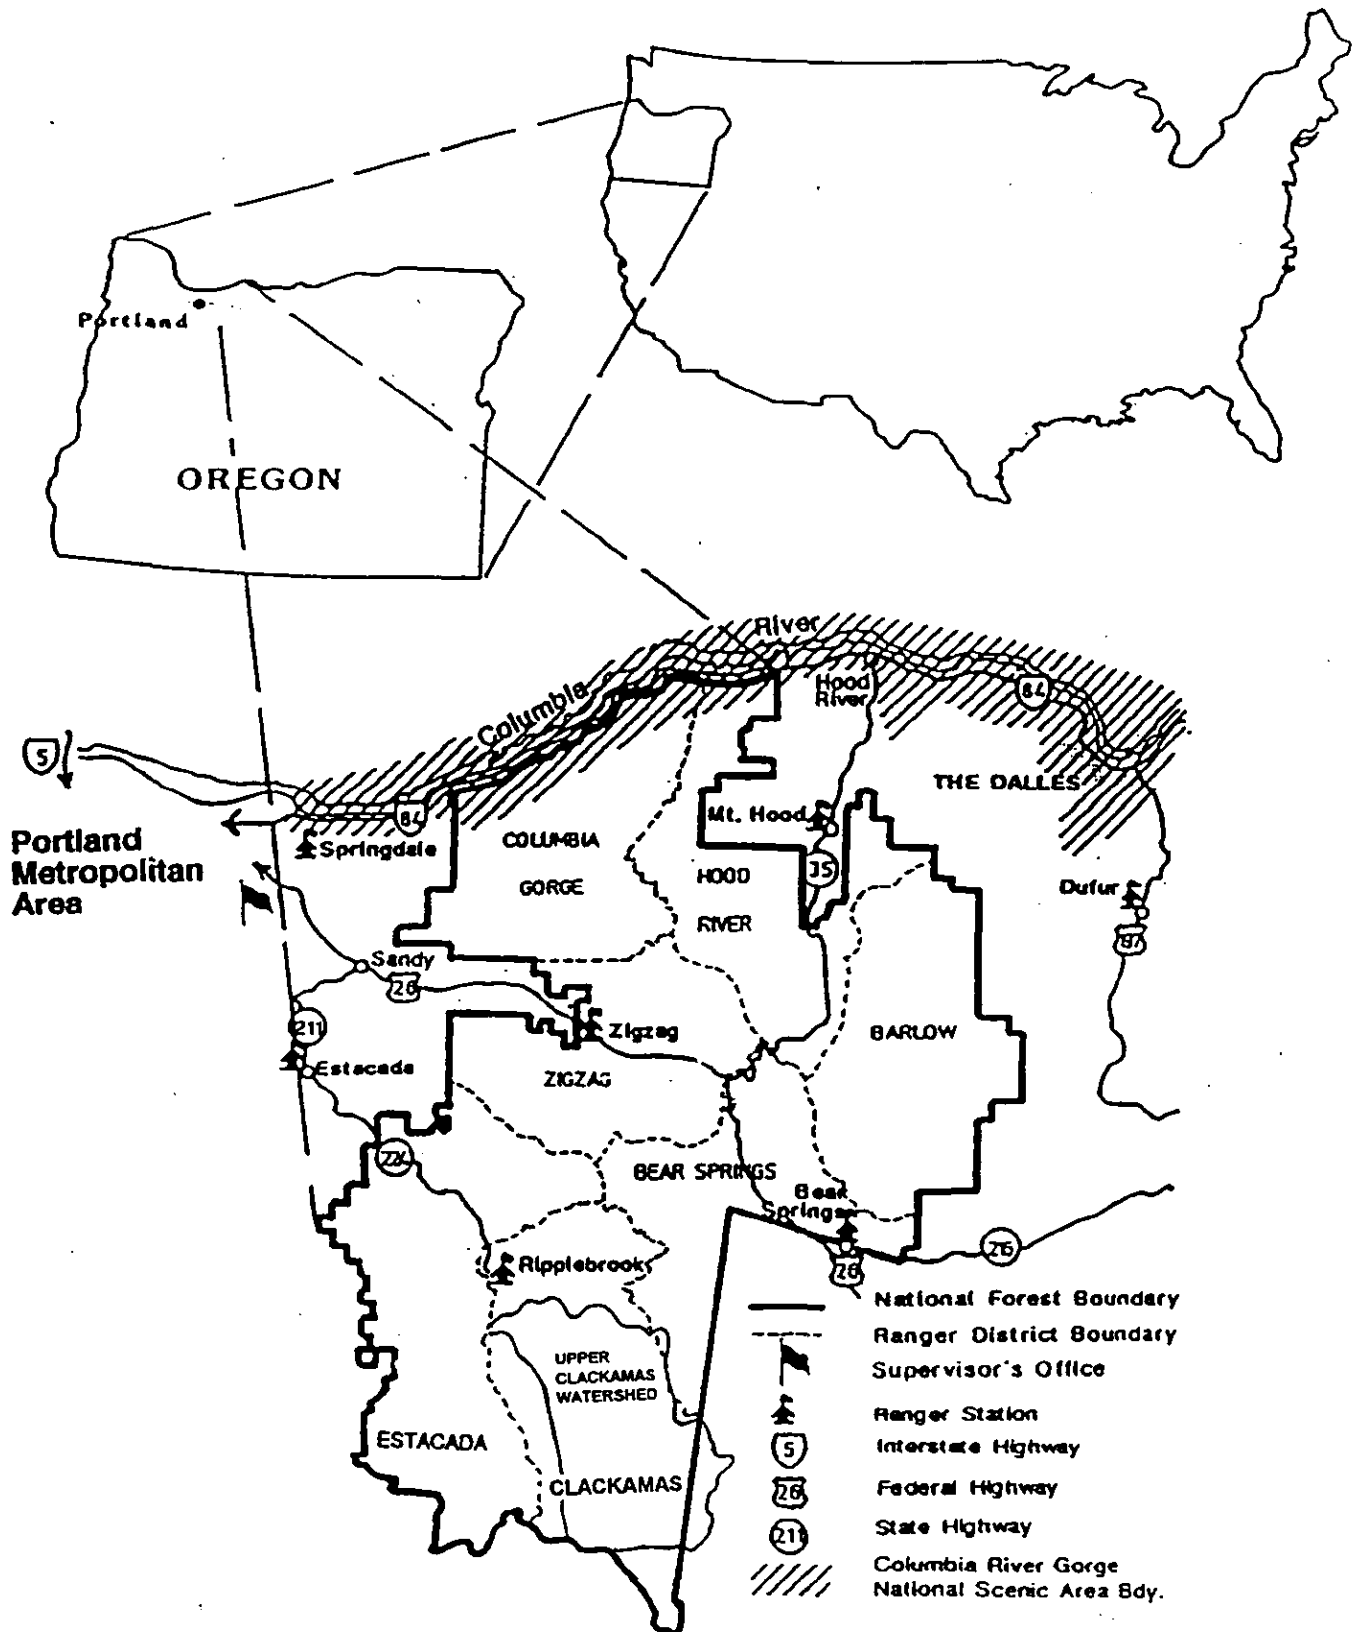 Portland
OREGON
River
Columbia
Hood
River
84
5
THE DALLES
Mt. Hood
84
Portland
Metropolitan
Area
Springdale
COLUMBIA
GORGE
HOOD
RIVER
35
Dufur
Sandy
26
211
Zigzag
BARLOW
Estacada
ZIGZAG
224
BEAR SPRINGS
Bear
Springs
26
26
Ripplebrook
UPPER
CLACKAMAS
WATERSHED
ESTACADA
CLACKAMAS
National Forest Boundary
Ranger District Boundary
Supervisor's Office
Ranger Station
5
Interstate Highway
26
Federal Highway
211
State Highway
Columbia River Gorge
National Scenic Area Bdy.